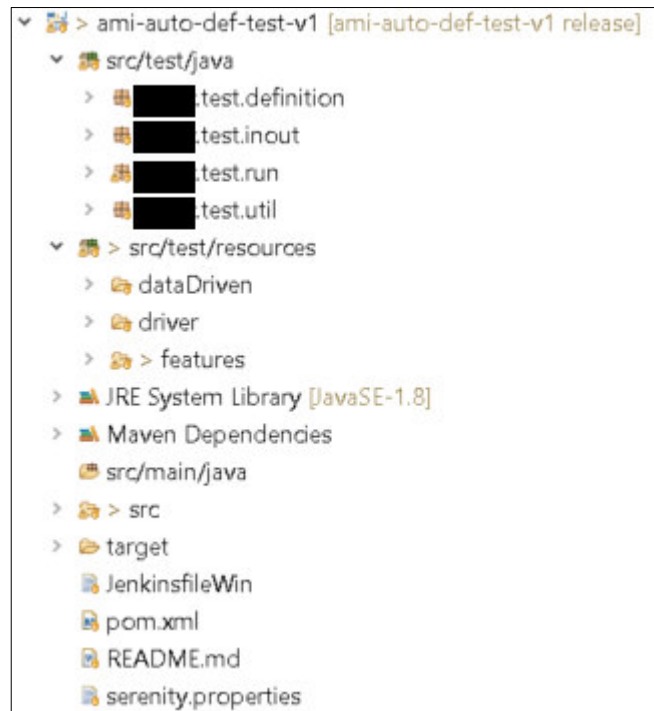 > ami-auto-def-test-v1 [ami-auto-def-test-v1 release]
src/test/java
.test.definition
.test.inout
.test.run
.test.util
> src/test/resources
dataDriven
driver
> features
JRE System Library [JavaSE-1.8]
Maven Dependencies
src/main/java
> src
target
JenkinsfileWin
pom.xml
README.md
serenity.properties